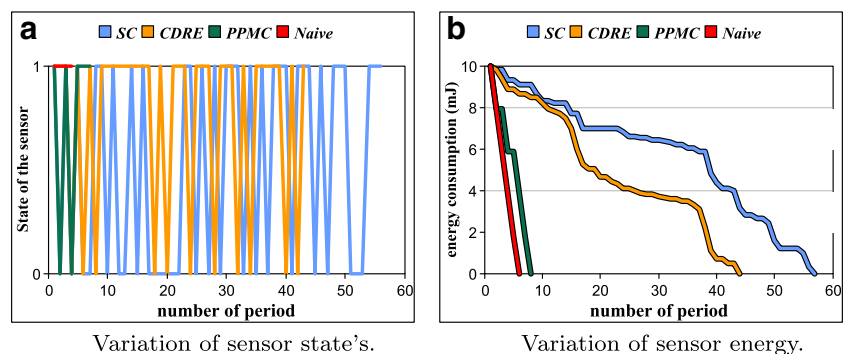 a
SC CDRE PPMC Naive
State of the sensor
1
0
0 10 20 30 40 50 60
number of period
Variation of sensor state's.
b
SC CDRE PPMC Naive
energy consumption (mJ)
10
8
6
4
2
0
0 10 20 30 40 50 60
number of period
Variation of sensor energy.